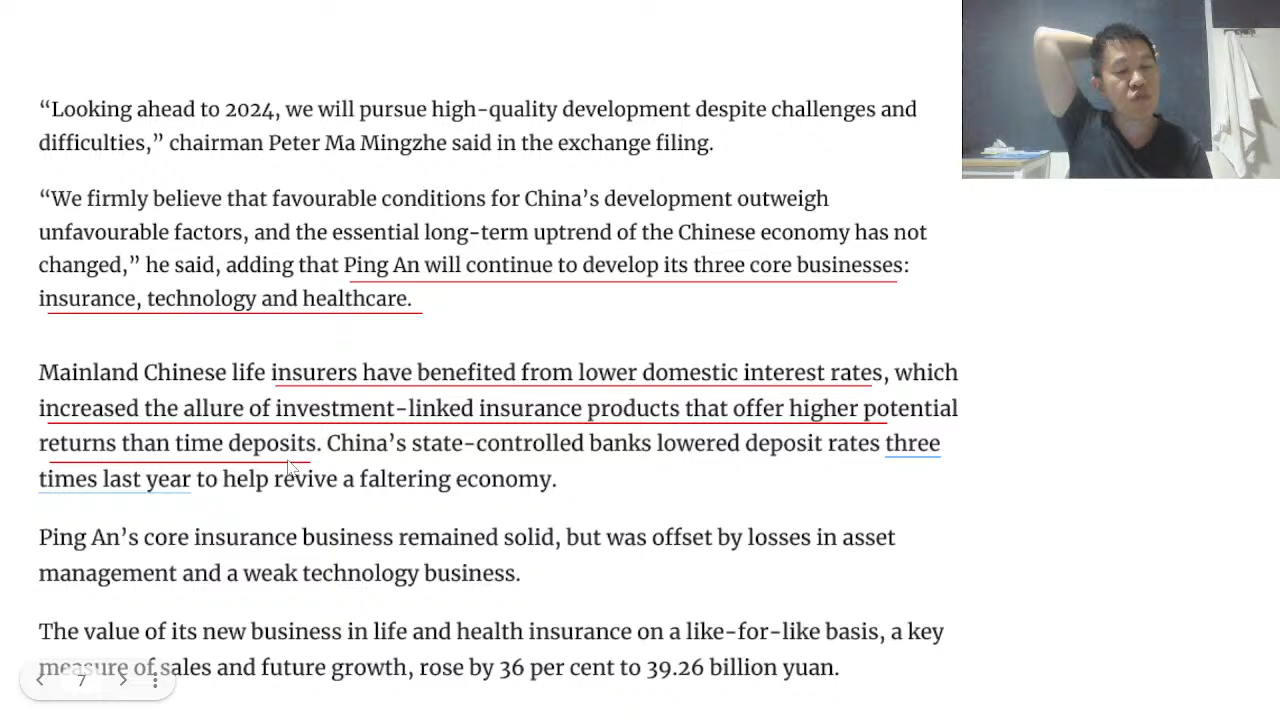 “Looking ahead to 2024, we will pursue high-quality development despite challenges and
difficulties,” chairman Peter Ma Mingzhe said in the exchange filing.
“We firmly believe that favourable conditions for China’s development outweigh
unfavourable factors, and the essential long-term uptrend of the Chinese economy has not
changed,” he said, adding that Ping An will continue to develop its three core businesses:
insurance, technology and healthcare.
Mainland Chinese life insurers have benefited from lower domestic interest rates, which
increased the allure of investment-linked insurance products that offer higher potential
returns than time deposits. China’s state-controlled banks lowered deposit rates three
times last year to help revive a faltering economy.
Ping An’s core insurance business remained solid, but was offset by losses in asset
management and a weak technology business.
The value of its new business in life and health insurance on a like-for-like basis, a key
measure of sales and future growth, rose by 36 per cent to 39.26 billion yuan.
7